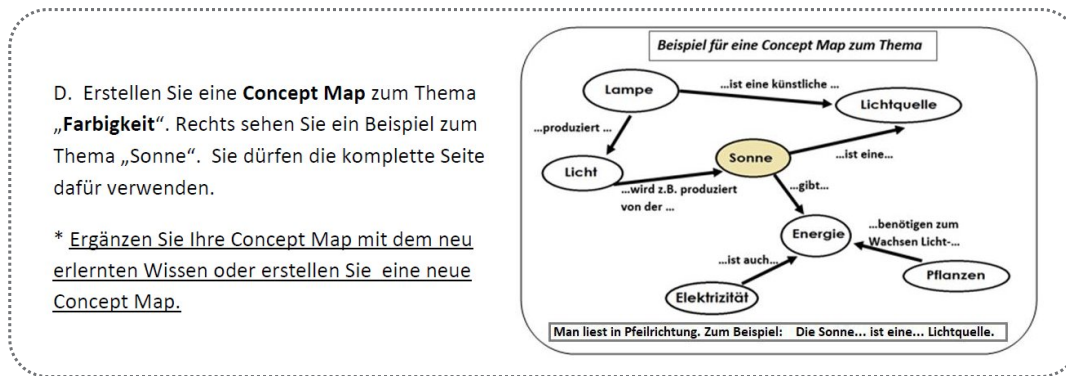 D. Erstellen Sie eine Concept Map zum Thema
„Farbigkeit“. Rechts sehen Sie ein Beispiel zum
Thema „Sonne“. Sie dürfen die komplette Seite
dafür verwenden.
* Ergänzen Sie Ihre Concept Map mit dem neu
erlernten Wissen oder erstellen Sie eine neue
Concept Map.
Beispiel für eine Concept Map zum Thema
Lampe
...ist eine künstliche ...
Lichtquelle
...produziert ...
Sonne
...ist eine...
Licht
...wird z.B. produziert
von der ...
...gibt...
Energie
...benötigen zum
Wachsen Licht-...
...ist auch...
Pflanzen
Elektrizität
Man liest in Pfeilrichtung. Zum Beispiel: Die Sonne... ist eine... Lichtquelle.